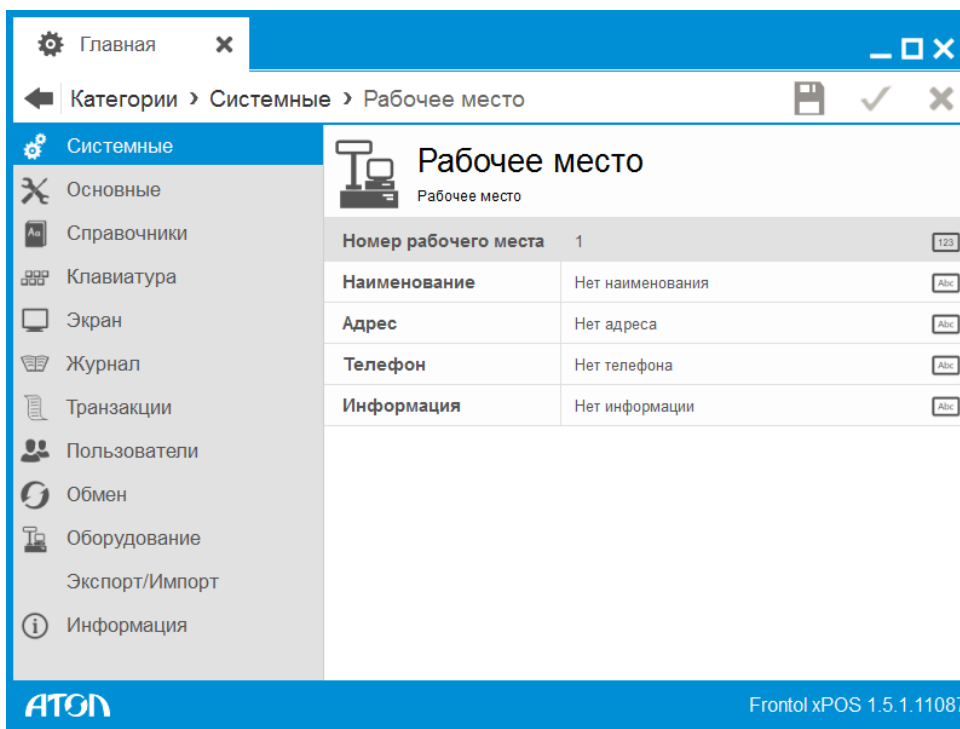 Главная
Категории › Системные › Рабочее место
Системные
Основные
Справочники
Клавиатура
Экран
Журнал
Транзакции
Пользователи
Обмен
Оборудование
Экспорт/Импорт
Информация
Рабочее место
Рабочее место
Номер рабочего места 1 123
Наименование Нет наименования Abc
Адрес Нет адреса Abc
Телефон Нет телефона Abc
Информация Нет информации Abc
ATOL Frontol xPOS 1.5.1.11087